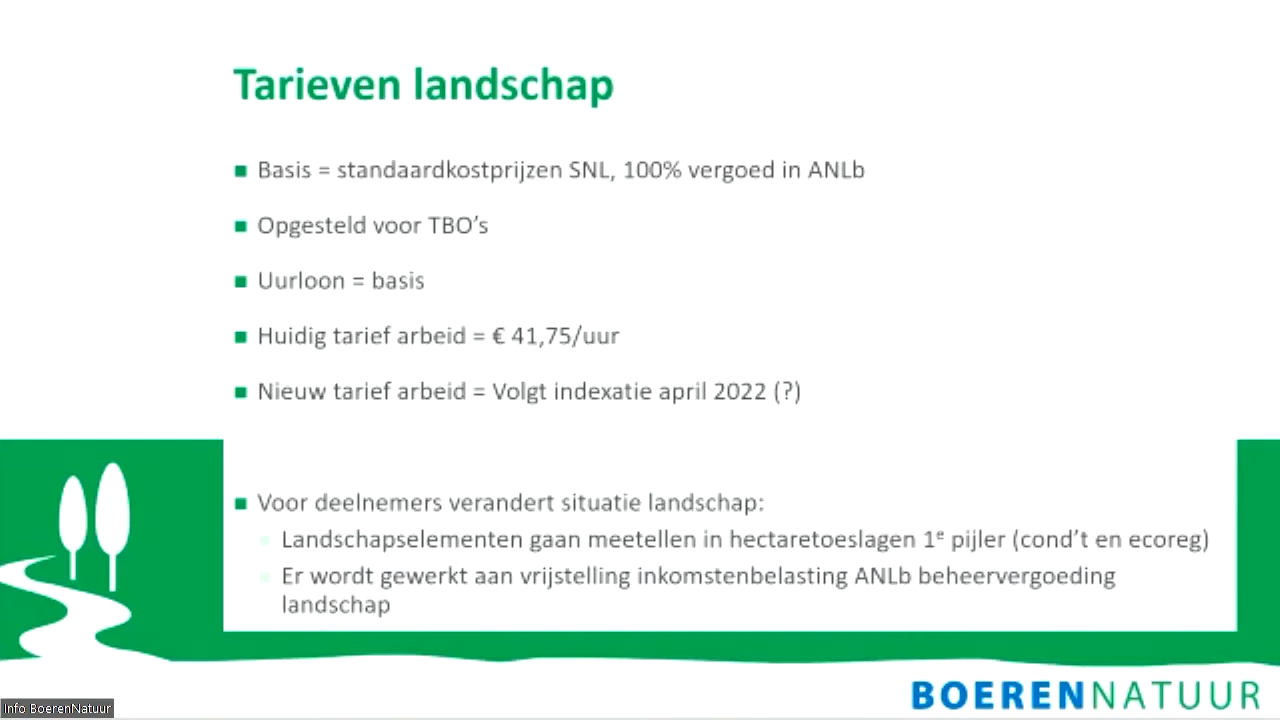 Tarieven landschap
Basis = standaardkostprijzen SNL, 100% vergoed in ANLb
Opgesteld voor TBO's
Uurloon = basis
Huidig tarief arbeid = € 41,75/uur
Nieuw tarief arbeid = Volgt indexatie april 2022 (?)
Voor deelnemers verandert situatie landschap:
Landschapselementen gaan meetellen in hectaretoeslagen 1e pijler (cond't en ecoreg)
Er wordt gewerkt aan vrijstelling inkomstenbelasting ANLb beheervergoeding
landschap
BOERENNATUUR
Info BoerenNatuur